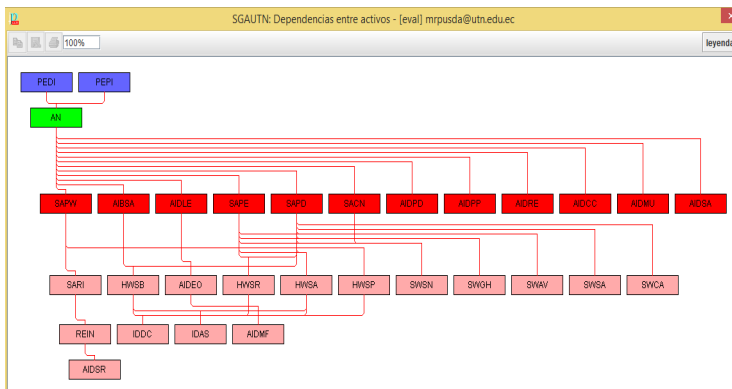 SGAUTN: Dependencias entre activos - [eval] mrpusda@utn.edu.ec
100%
leyenda
PEDI PEPI
AN
SAPW AIBSA AIDLE SAPE SAPD SACN AIDPD AIDPP AIDRE AIDCC AIDMU AIDSA
SARI HWSB AIDEO HWSR HWSA HWSP SWSN SWGH SWAV SWSA SWCA
REIN IDDC IDAS AIDMF
AIDSR